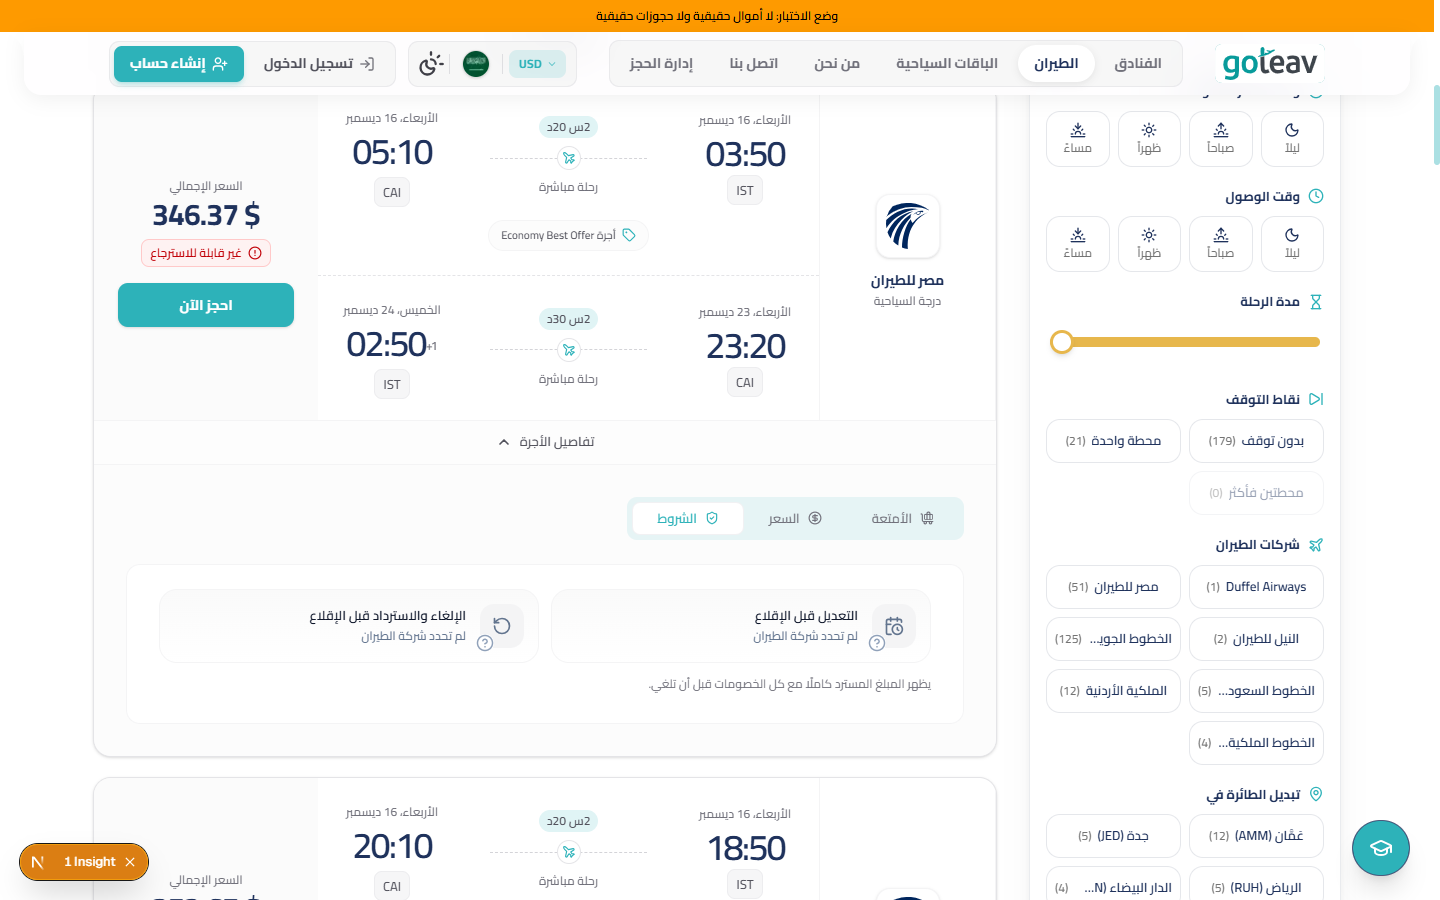 وضع الاختبار: لا أموال حقيقية ولا حجوزات حقيقية
goteav
الفنادق
الطيران
الباقات السياحية
من نحن
اتصل بنا
إدارة الحجز
USD
تسجيل الدخول
إنشاء حساب
ليلاً
صباحاً
ظهراً
مساءً
وقت الوصول
ليلاً
صباحاً
ظهراً
مساءً
مدة الرحلة
نقاط التوقف
بدون توقف (179)
محطة واحدة (21)
محطتين فأكثر (0)
شركات الطيران
Duffel Airways (1)
مصر للطيران (51)
النيل للطيران (2)
الخطوط الجويـ... (125)
الخطوط السعود... (5)
الملكية الأردنية (12)
الخطوط الملكية... (4)
تبديل الطائرة في
عَمَّان (AMM) (12)
جدة (JED) (5)
الرياض (RUH) (5)
الدار البيضاء (N... (4)
مصر للطيران
درجة السياحية
الأربعاء، 16 ديسمبر
03:50
IST
2س 20د
رحلة مباشرة
الأربعاء، 16 ديسمبر
05:10
CAI
أجرة Economy Best Offer
الأربعاء، 23 ديسمبر
23:20
CAI
2س 30د
رحلة مباشرة
الخميس، 24 ديسمبر
02:50+1
IST
السعر الإجمالي
346.37 $
غير قابلة للاسترجاع
احجز الآن
تفاصيل الأجرة
الأمتعة
السعر
الشروط
التعديل قبل الإقلاع
لم تحدد شركة الطيران
?
الإلغاء والاسترداد قبل الإقلاع
لم تحدد شركة الطيران
?
يظهر المبلغ المسترد كاملًا مع كل الخصومات قبل أن تلغي.
الأربعاء، 16 ديسمبر
18:50
IST
2س 20د
رحلة مباشرة
الأربعاء، 16 ديسمبر
20:10
CAI
السعر الإجمالي
1 Insight